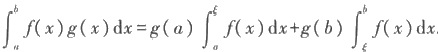 ∫_a^b f(x)g(x)dx=g(a)∫_a^ξ f(x)dx+g(b)∫_ξ^b f(x)dx.